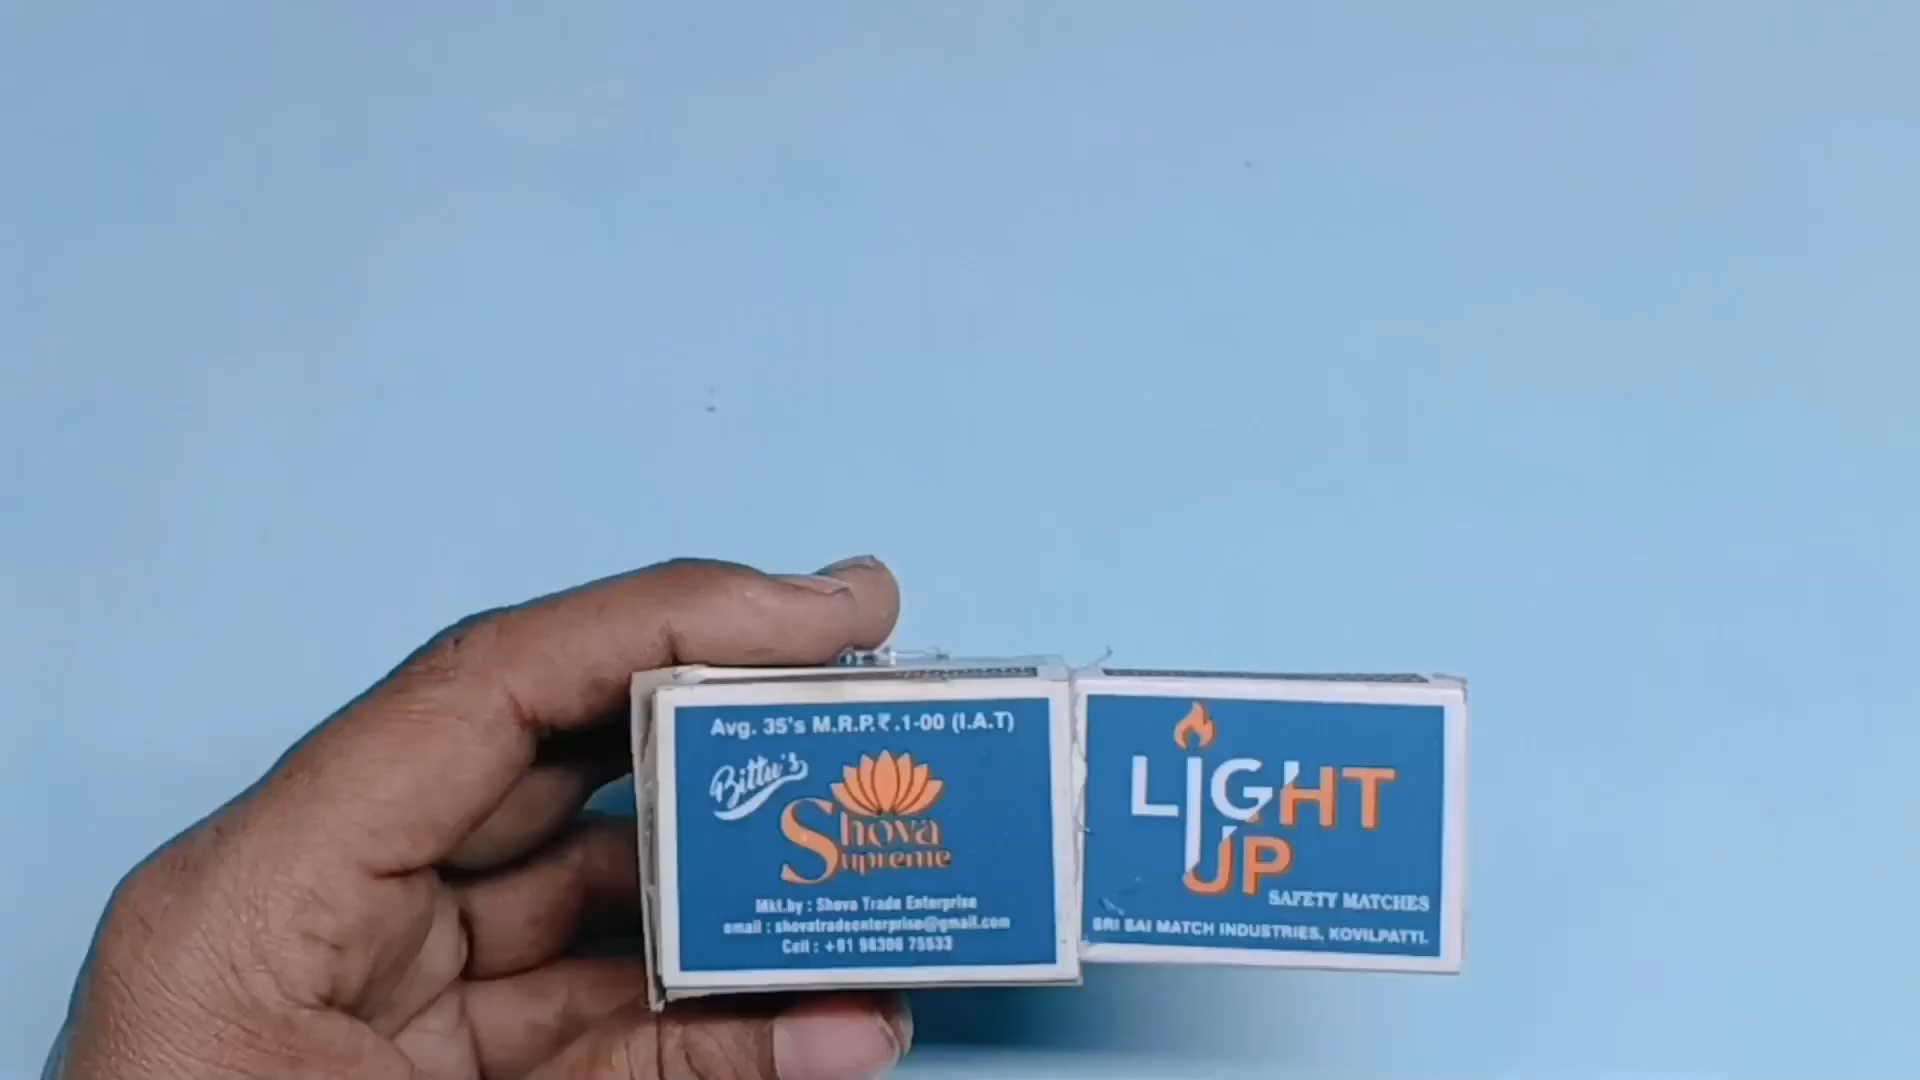 Avg. 35's M.R.P.₹.1-00 (I.A.T)
Bittu's
Shova
Supreme
Mkt.by : Shova Trade Enterprise
email : shovatradeenterprise@gmail.com
Cell : +91 98308 75533
LIGHT
UP
SAFETY MATCHES
SRI SAI MATCH INDUSTRIES, KOVILPATTI.